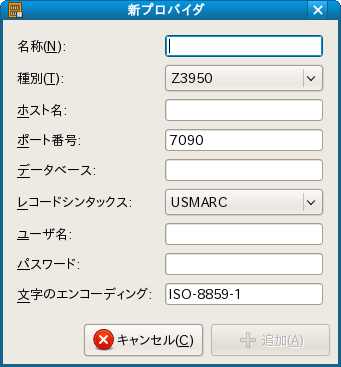 新プロバイダ
名称(N):
種別(T): Z3950
ホスト名:
ポート番号: 7090
データベース:
レコードシンタックス: USMARC
ユーザ名:
パスワード:
文字のエンコーディング: ISO-8859-1
キャンセル(C) 追加(A)